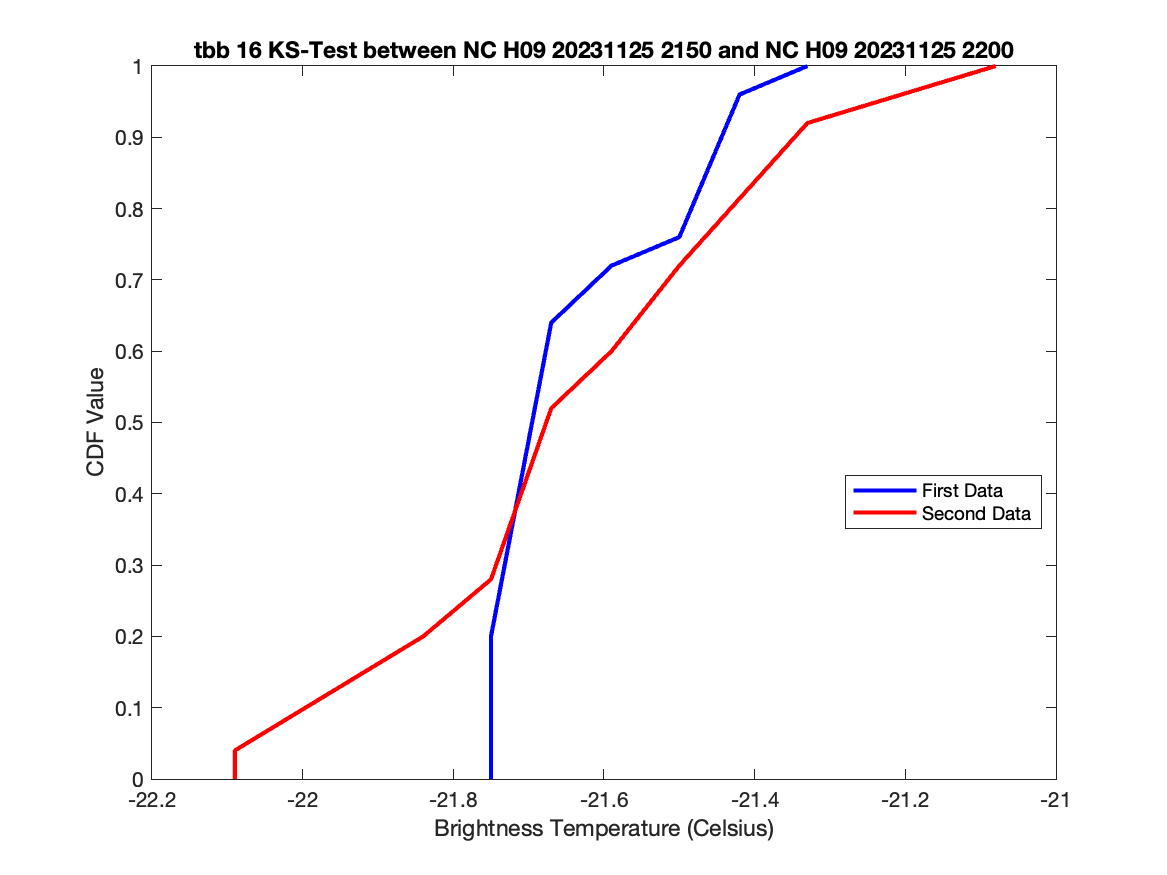 tbb 16 KS-Test between NC H09 20231125 2150 and NC H09 20231125 2200
1
0.9
0.8
0.7
0.6
0.5
0.4
0.3
0.2
0.1
0
CDF Value
First Data
Second Data
-22.2 -22 -21.8 -21.6 -21.4 -21.2 -21
Brightness Temperature (Celsius)